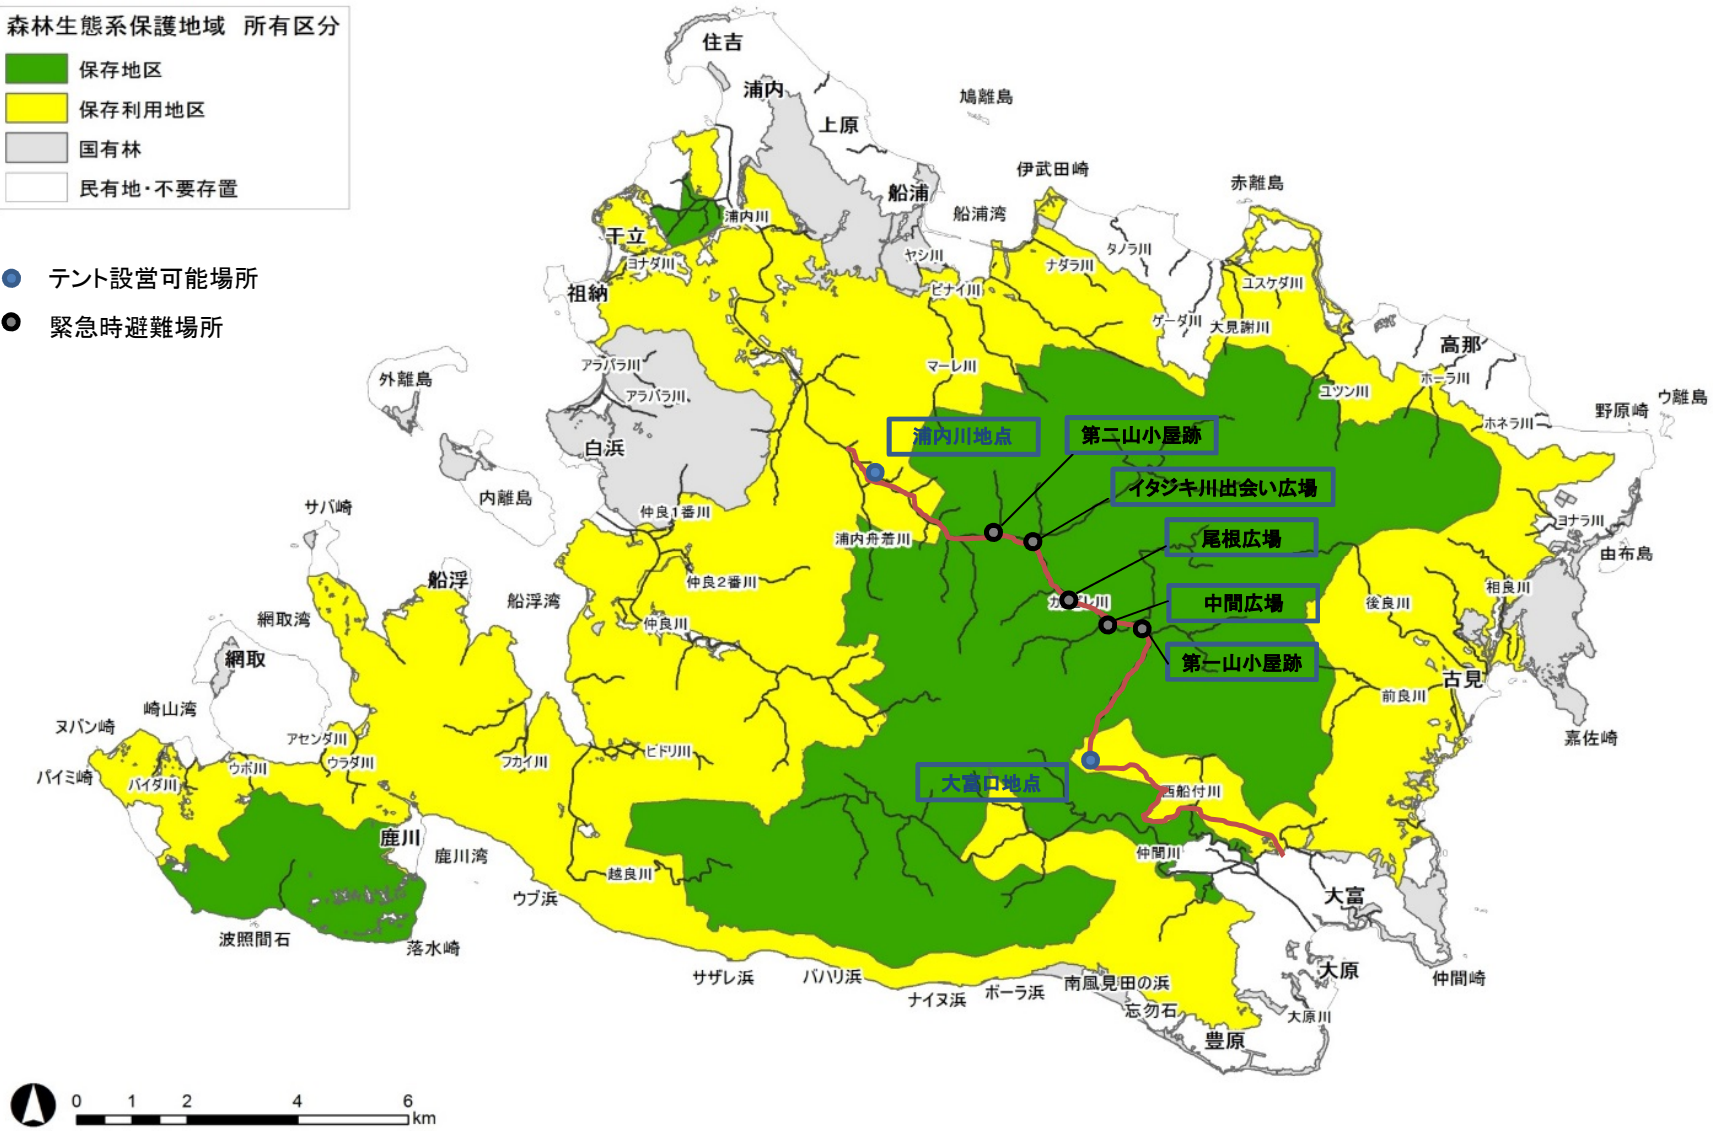 森林生態系保護地域 所有区分
保存地区
保存利用地区
国有林
民有地・不要存置
テント設営可能場所
緊急時避難場所
住吉
浦内
上原
鳩離島
船浦
船浦湾
伊武田崎
赤離島
浦内川
干立
ヨナダ川
祖納
ヤシ川
ピナイ川
ナダラ川
タノラ川
ユスケダ川
ゲーダ川
大見謝川
高那
アラバラ川
アラバラ川
マーレ川
ユツン川
ホーラ川
ホネラ川
野原崎
ウ離島
外離島
白浜
内離島
浦内川地点
第二山小屋跡
イタジキ川出会い広場
サバ崎
仲良1番川
浦内舟着川
尾根広場
ヨナラ川
由布島
船浮
船浮湾
仲良2番川
中間広場
後良川
相良川
網取湾
仲良川
第一山小屋跡
網取
古見
前良川
崎山湾
ヌバン崎
アセンダ川
嘉佐崎
パイミ崎
パイダ川
ウボ川
ウラダ川
フカイ川
ヒドリ川
大富口地点
西船付川
鹿川
鹿川湾
仲間川
越良川
ウブ浜
大富
波照間石
落水崎
サザレ浜
バハリ浜
ナイヌ浜
ボーラ浜
南風見田の浜
忘勿石
大原
仲間崎
大原川
豊原
0 1 2 4 6
km